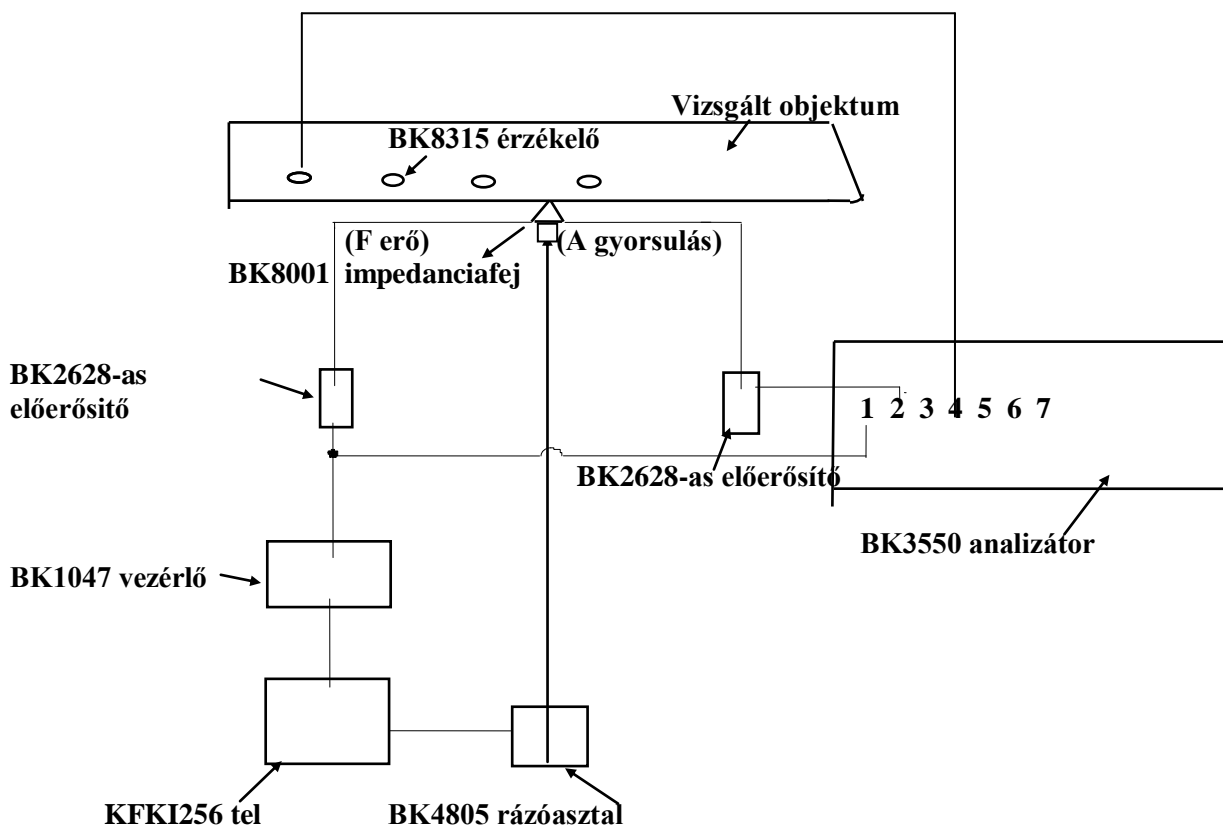 Vizsgált objektum
BK8315 érzékelő
(F erő)
(A gyorsulás)
BK8001 impedanciafej
BK2628-as
előerősitő
1 2 3 4 5 6 7
BK2628-as előerősítő
BK3550 analizátor
BK1047 vezérlő
KFKI256 tel
BK4805 rázóasztal